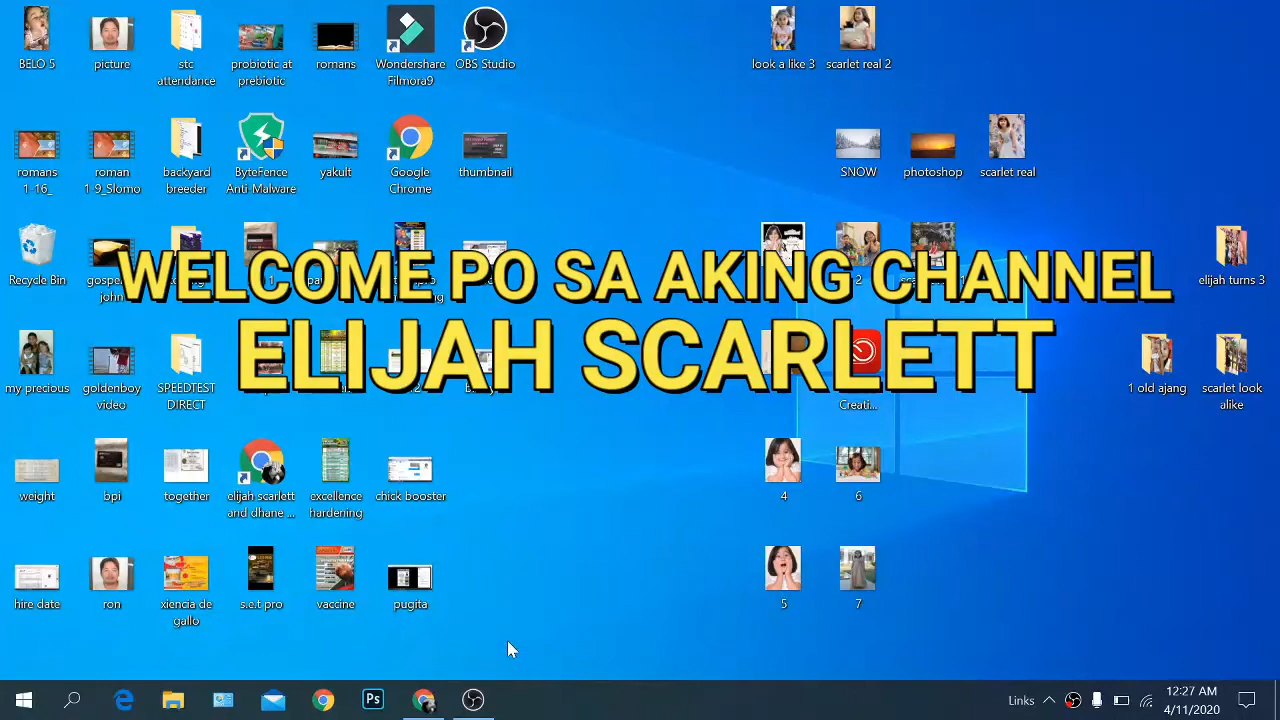 BELO 5
picture
stc
attendance
probiotic at
prebiotic
romans
Wondershare
Filmora9
OBS Studio
look a like 3
scarlet real 2
romans
1-16_
roman
1-9_Slomo
backyard
breeder
ByteFence
Anti-Malware
yakult
Google
Chrome
thumbnail
SNOW
photoshop
scarlet real
Recycle Bin
john
elijah turns 3
WELCOME PO SA AKING CHANNEL
ELIJAH SCARLETT
my precious
goldenboy
video
SPEEDTEST
DIRECT
Creati...
1 old ajang
scarlet look
alike
weight
bpi
together
elijah scarlett
and dhane ...
excellence
hardening
chick booster
4
6
hire date
ron
xiencia de
gallo
s.e.t pro
vaccine
pugita
5
7
Ps
Links
12:27 AM
4/11/2020